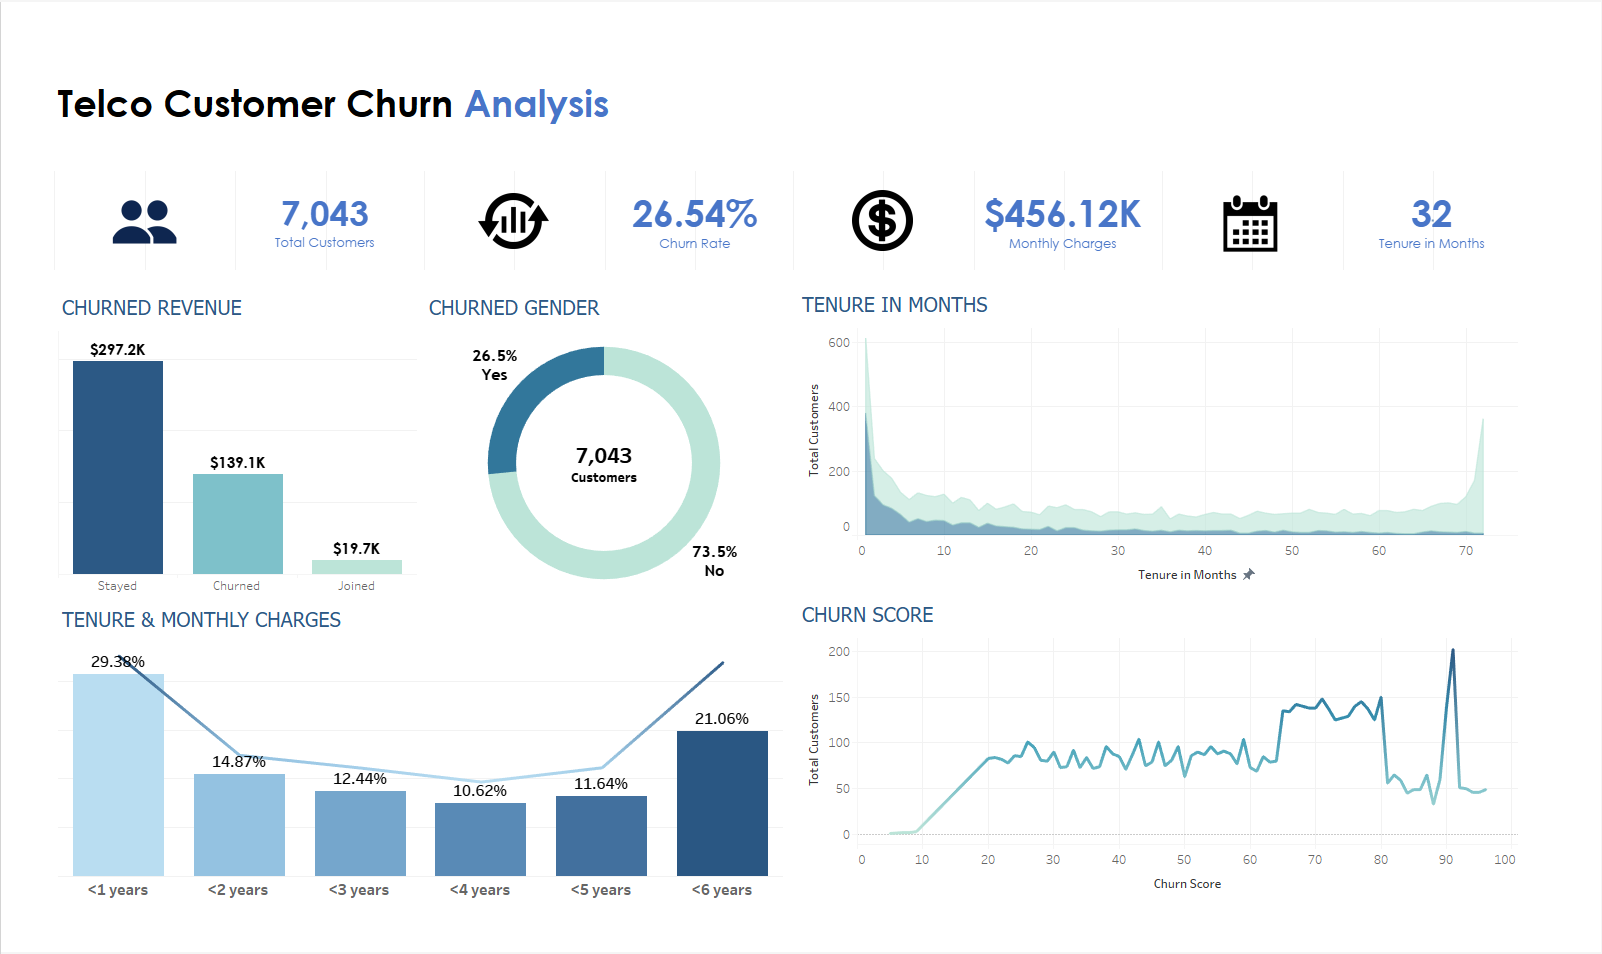 Telco Customer Churn Analysis
7,043
Total Customers
26.54%
Churn Rate
$456.12K
Monthly Charges
32
Tenure in Months
CHURNED REVENUE
$297.2K
$139.1K
$19.7K
Stayed
Churned
Joined
CHURNED GENDER
26.5%
Yes
7,043
Customers
73.5%
No
TENURE IN MONTHS
Total Customers
600
400
200
0
0
10
20
30
40
50
60
70
Tenure in Months
TENURE & MONTHLY CHARGES
29.38%
14.87%
12.44%
10.62%
11.64%
21.06%
<1 years
<2 years
<3 years
<4 years
<5 years
<6 years
CHURN SCORE
Total Customers
200
150
100
50
0
0
10
20
30
40
50
60
70
80
90
100
Churn Score